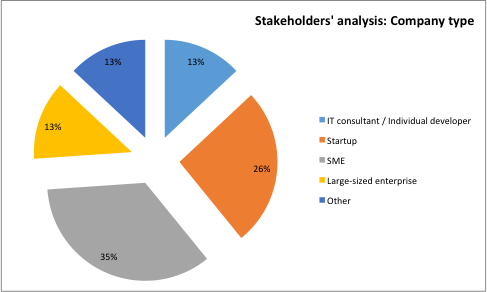 Stakeholders' analysis: Company type
13%
13%
13%
26%
35%
IT consultant / Individual developer
Startup
SME
Large-sized enterprise
Other